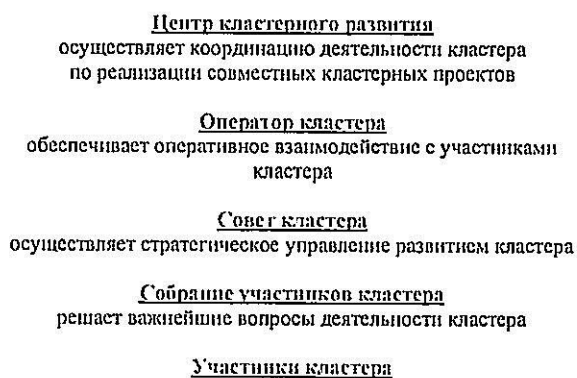 Центр кластерного развития
осуществляет координацию деятельности кластера
по реализации совместных кластерных проектов
Оператор кластера
обеспечивает оперативное взаимодействие с участниками
кластера
Совет кластера
осуществляет стратегическое управление развитием кластера
Собрание участников кластера
решает важнейшие вопросы деятельности кластера
Участники кластера